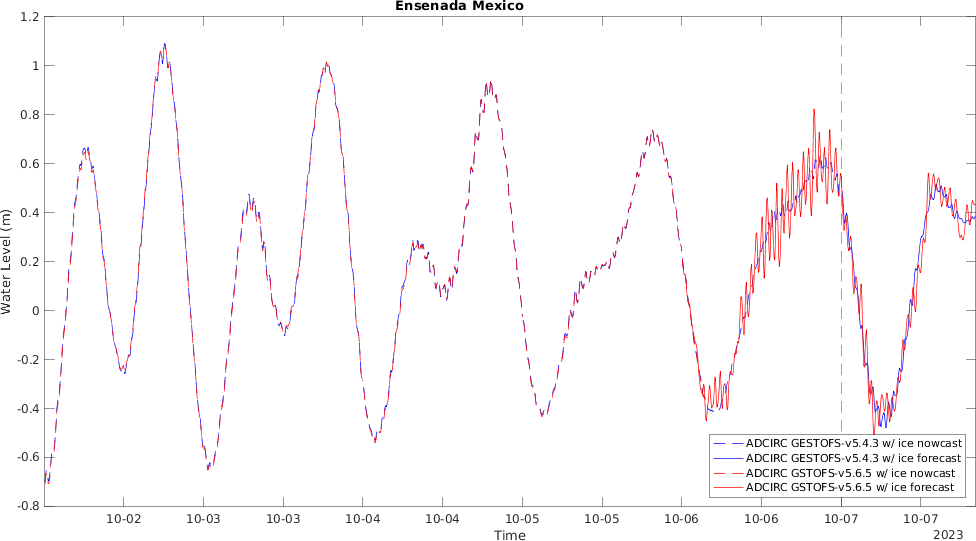 Ensenada Mexico
1.2
1
0.8
0.6
0.4
0.2
0
-0.2
-0.4
-0.6
-0.8
Water Level (m)
ADCIRC GESTOFS-v5.4.3 w/ ice nowcast
ADCIRC GESTOFS-v5.4.3 w/ ice forecast
ADCIRC GSTOFS-v5.6.5 w/ ice nowcast
ADCIRC GSTOFS-v5.6.5 w/ ice forecast
10-02 10-03 10-03 10-04 10-04 10-05 10-05 10-06 10-06 10-07 10-07
Time
2023